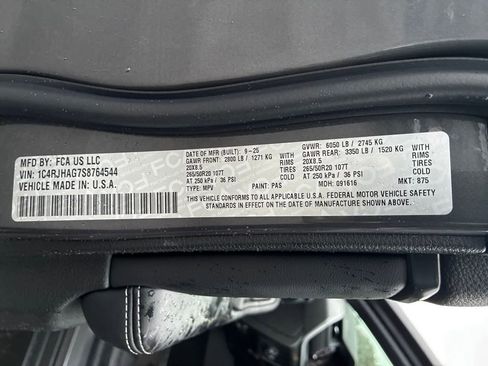 MFD BY: FCA US LLC
VIN: 1C4RJHAG7S8764544
VEHICLE MADE IN U.S.A.
DATE OF MFR (BUILT): 9-25
GAWR FRONT: 2800 LB / 1271 KG
20X8.5 RIMS
265/50R20 107T TIRES
AT 250 kPa / 36 PSI COLD
TYPE: MPV PAINT: PAS
GVWR: 6050 LB / 2745 KG
GAWR REAR: 3350 LB / 1520 KG
20X8.5 RIMS
265/50R20 107T TIRES
AT 250 kPa / 36 PSI COLD
MDH: 091616 MKT: 875
THIS VEHICLE CONFORMS TO ALL APPLICABLE U.S.A. FEDERAL MOTOR VEHICLE SAFETY
AND THEFT PREVENTION STANDARDS IN EFFECT ON THE DATE OF MANUFACTURE SHOWN ABOVE.